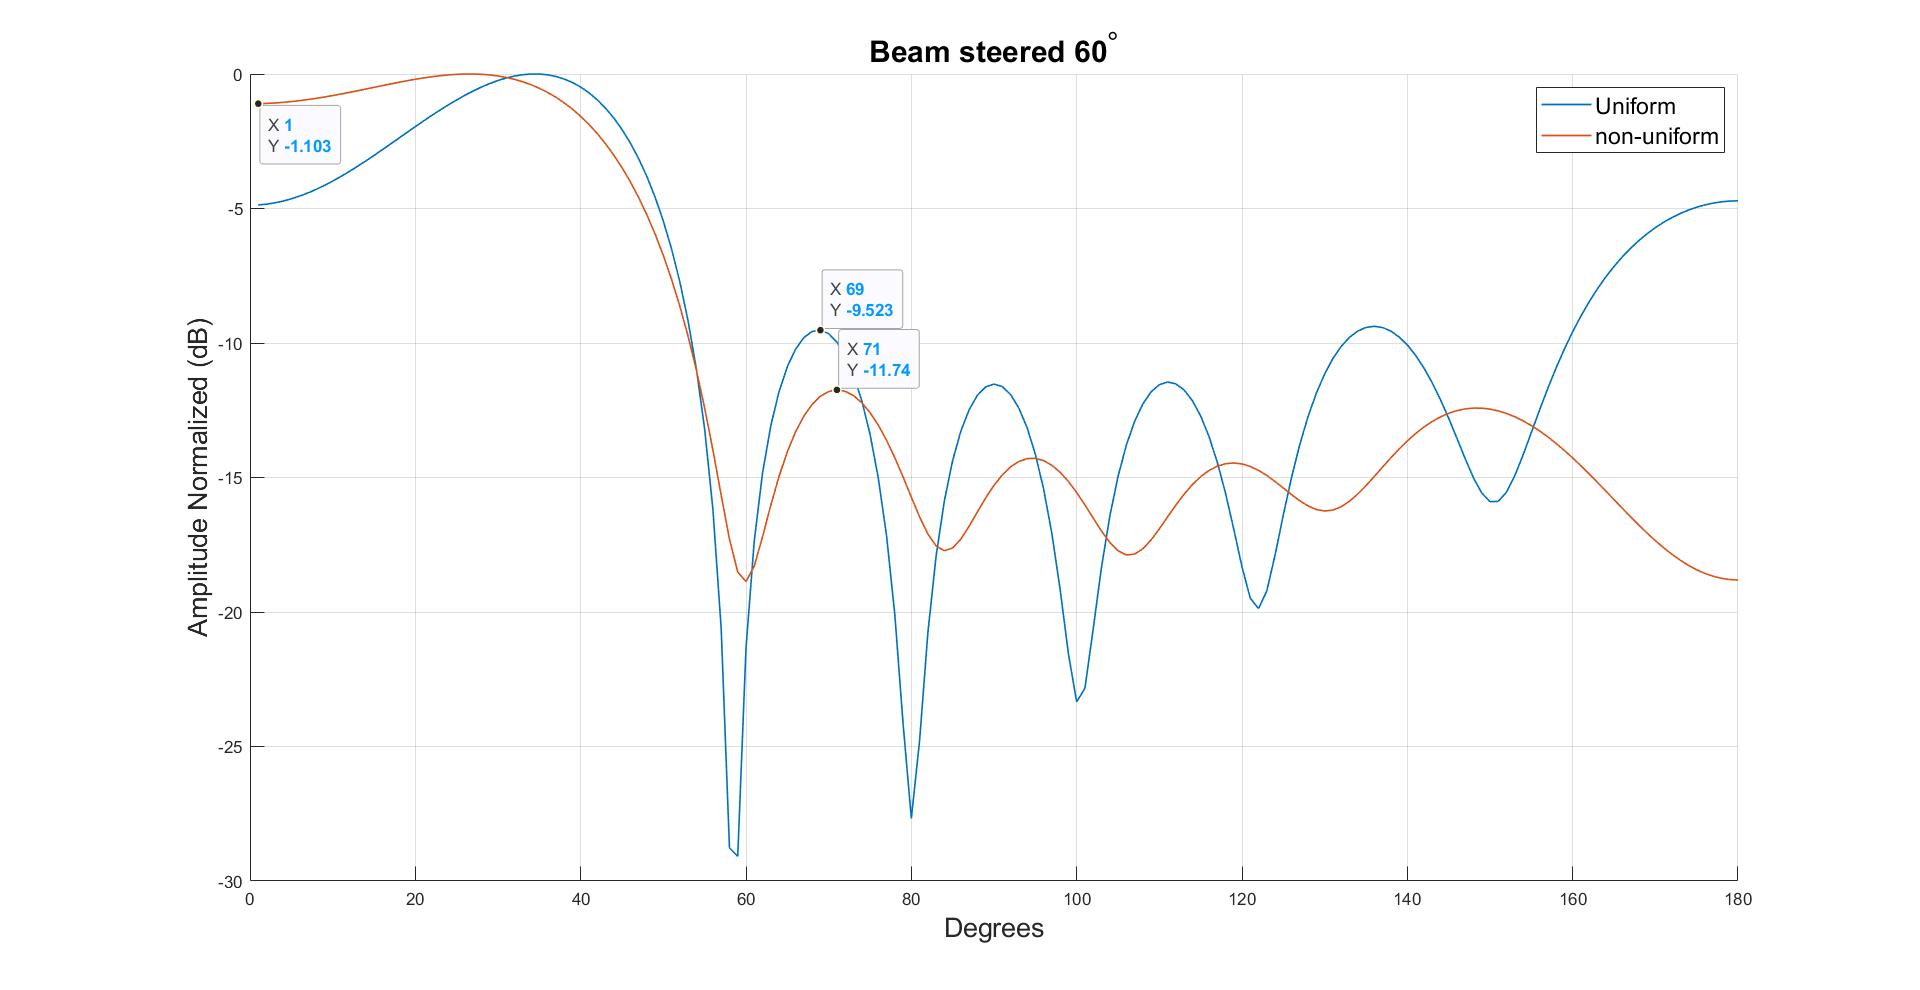 Beam steered 60°
Uniform
non-uniform
X 1
Y -1.103
X 69
Y -9.523
X 71
Y -11.74
Amplitude Normalized (dB)
0
-5
-10
-15
-20
-25
-30
0
20
40
60
80
100
120
140
160
180
Degrees